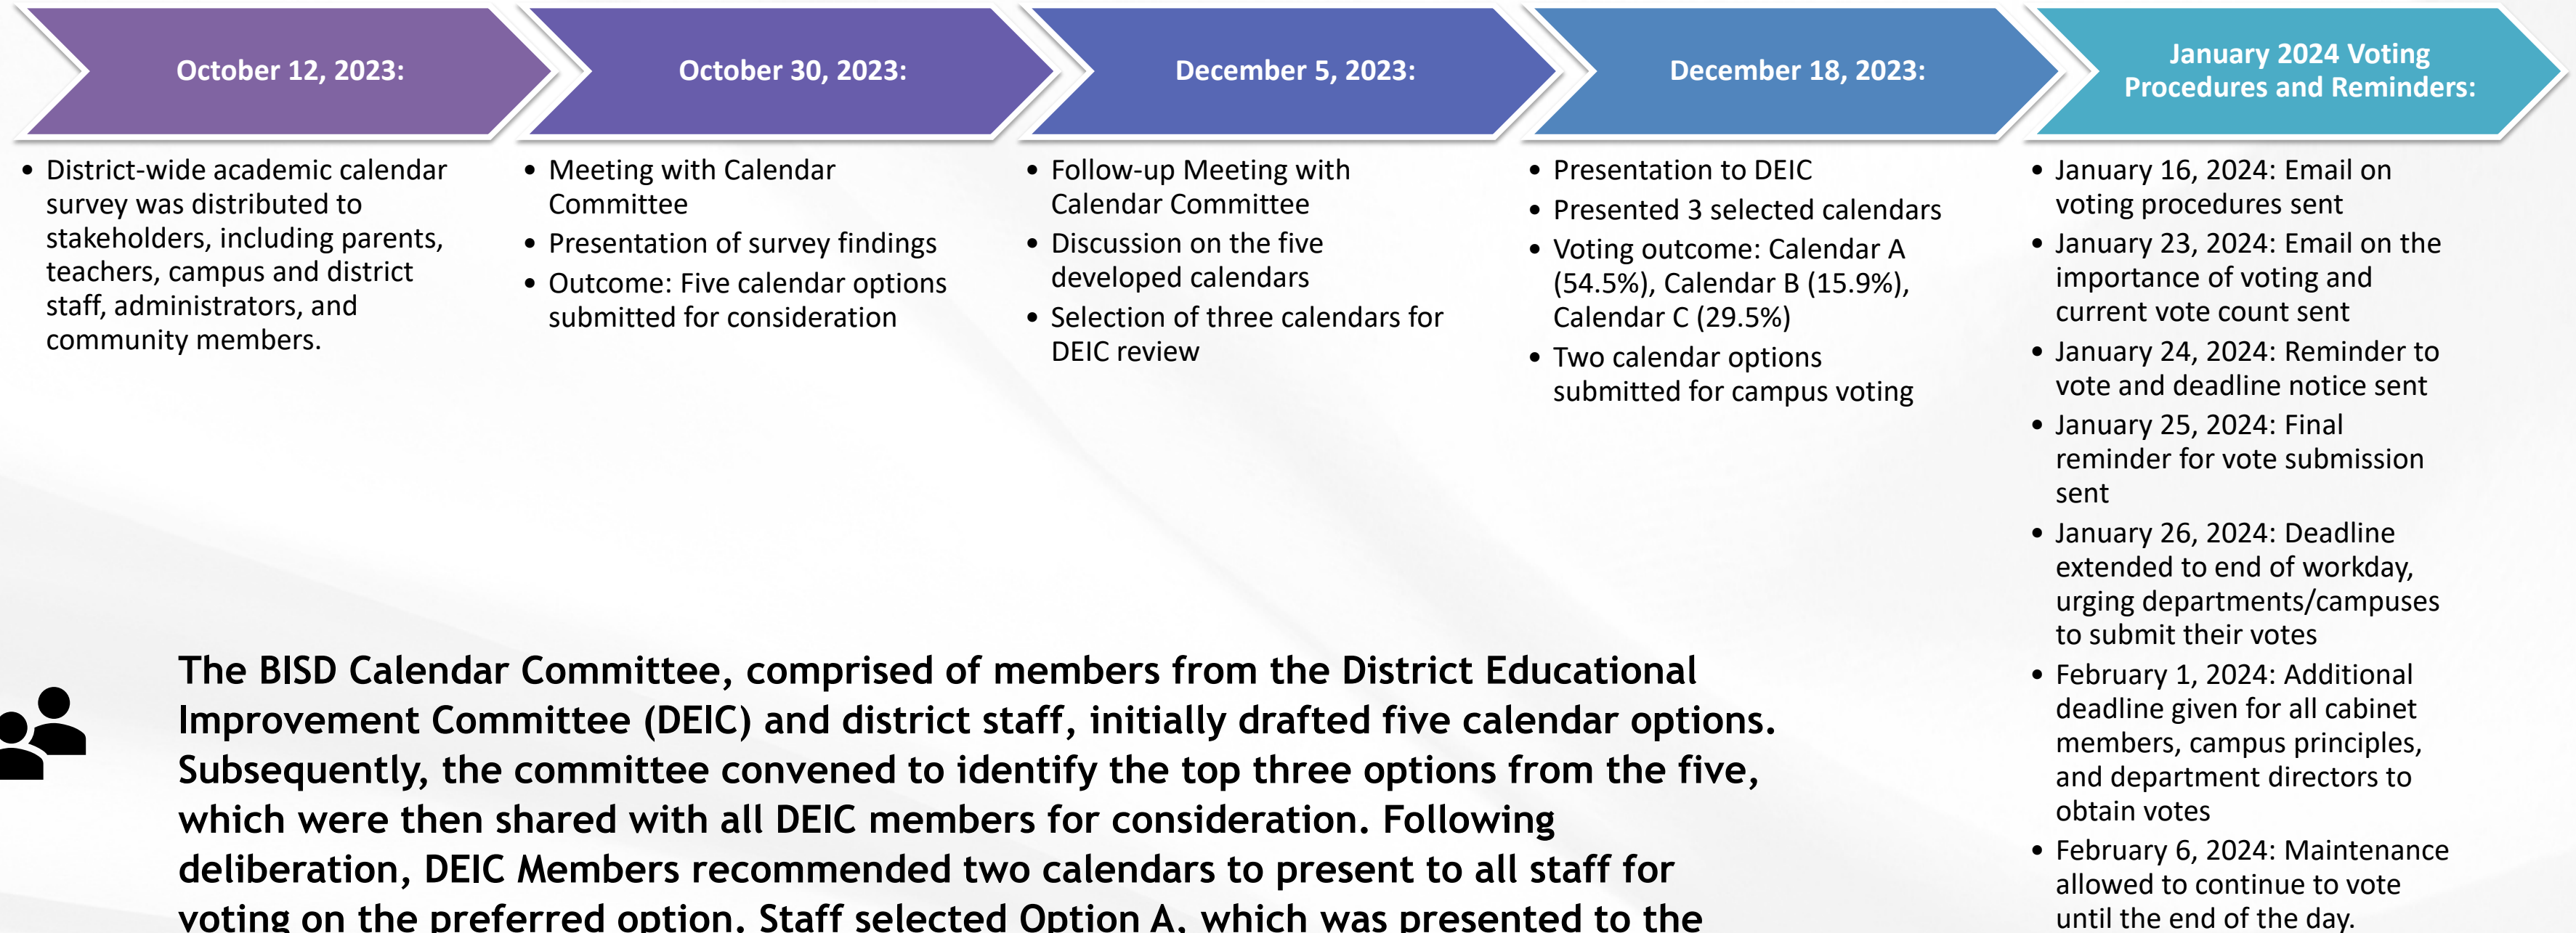 October 12, 2023:
• District-wide academic calendar
survey was distributed to
stakeholders, including parents,
teachers, campus and district
staff, administrators, and
community members.
October 30, 2023:
• Meeting with Calendar
Committee
• Presentation of survey findings
• Outcome: Five calendar options
submitted for consideration
December 5, 2023:
• Follow-up Meeting with
Calendar Committee
• Discussion on the five
developed calendars
• Selection of three calendars for
DEIC review
December 18, 2023:
• Presentation to DEIC
• Presented 3 selected calendars
• Voting outcome: Calendar A
(54.5%), Calendar B (15.9%),
Calendar C (29.5%)
• Two calendar options
submitted for campus voting
January 2024 Voting
Procedures and Reminders:
• January 16, 2024: Email on
voting procedures sent
• January 23, 2024: Email on the
importance of voting and
current vote count sent
• January 24, 2024: Reminder to
vote and deadline notice sent
• January 25, 2024: Final
reminder for vote submission
sent
• January 26, 2024: Deadline
extended to end of workday,
urging departments/campuses
to submit their votes
• February 1, 2024: Additional
deadline given for all cabinet
members, campus principles,
and department directors to
obtain votes
• February 6, 2024: Maintenance
allowed to continue to vote
until the end of the day.
The BISD Calendar Committee, comprised of members from the District Educational
Improvement Committee (DEIC) and district staff, initially drafted five calendar options.
Subsequently, the committee convened to identify the top three options from the five,
which were then shared with all DEIC members for consideration. Following
deliberation, DEIC Members recommended two calendars to present to all staff for
voting on the preferred option. Staff selected Option A, which was presented to the